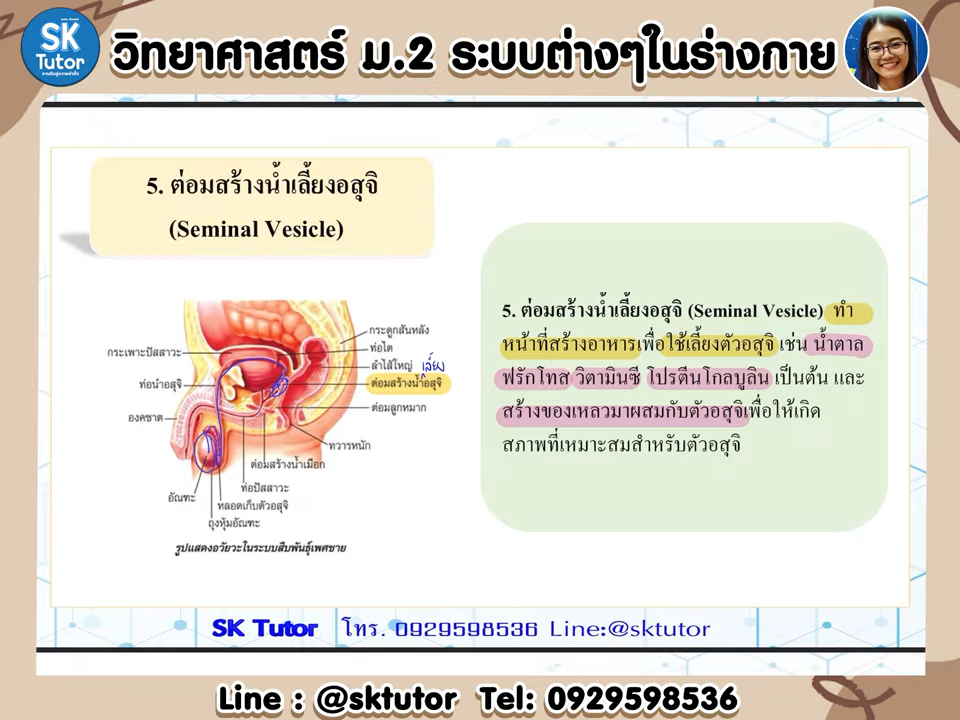 SK
Tutor
วิทยาศาสตร์ ม.2 ระบบต่างๆในร่างกาย
5. ต่อมสร้างน้ำเลี้ยงอสุจิ
(Seminal Vesicle)
5. ต่อมสร้างน้ำเลี้ยงอสุจิ (Seminal Vesicle) ทำ
หน้าที่สร้างอาหารเพื่อใช้เลี้ยงตัวอสุจิ เช่น น้ำตาล
ฟรักโทส วิตามินซี โปรตีนโกลบูลิน เป็นต้น และ
สร้างของเหลวมาผสมกับตัวอสุจิเพื่อให้เกิด
สภาพที่เหมาะสมสำหรับตัวอสุจิ
กระดูกสันหลัง
ท่อไต
ลำไส้ใหญ่
เลี้ยง
ต่อมสร้างน้ำอสุจิ
ต่อมลูกหมาก
ทวารหนัก
ต่อมสร้างน้ำเมือก
กระเพาะปัสสาวะ
ท่อนำอสุจิ
องคชาต
อัณฑะ
ท่อปัสสาวะ
หลอดเก็บตัวอสุจิ
ถุงหุ้มอัณฑะ
รูปแสดงอวัยวะในระบบสืบพันธุ์เพศชาย
SK Tutor โทร. 0929598536 Line:@sktutor
Line : @sktutor Tel: 0929598536